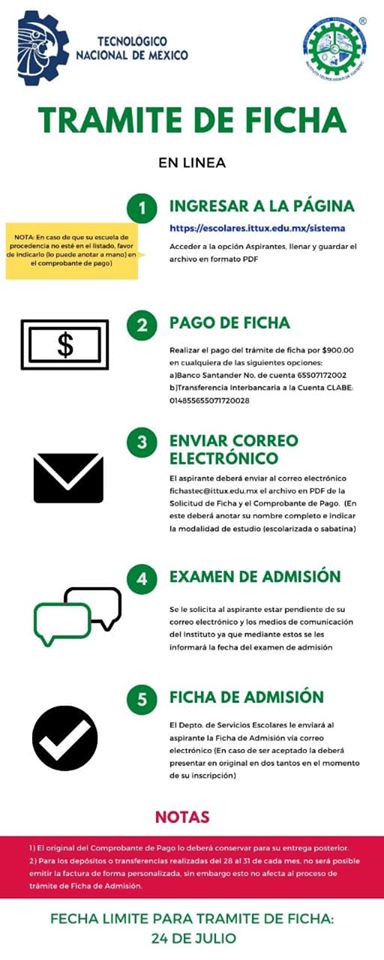 TECNOLÓGICO
NACIONAL DE MÉXICO
®
TRAMITE DE FICHA
EN LINEA
1
INGRESAR A LA PÁGINA
https://escolares.ittux.edu.mx/sistema
Acceder a la opción Aspirantes, llenar y guardar el
archivo en formato PDF
NOTA: En caso de que su escuela de
procedencia no esté en el listado, favor
de indicarlo (lo puede anotar a mano) en
el comprobante de pago)
2
PAGO DE FICHA
$
Realizar el pago del trámite de ficha por $900.00
en cualquiera de las siguientes opciones:
a)Banco Santander No. de cuenta 65507172002
b)Transferencia Interbancaria a la Cuenta CLABE:
014855655071720028
3
ENVIAR CORREO
ELECTRÓNICO
El aspirante deberá enviar al correo electrónico
fichastec@ittux.edu.mx el archivo en PDF de la
Solicitud de Ficha y el Comprobante de Pago. (En
este deberá anotar su nombre completo e indicar
la modalidad de estudio (escolarizada o sabatina)
4
EXAMEN DE ADMISIÓN
Se le solicita al aspirante estar pendiente de su
correo electrónico y los medios de comunicación
del Instituto ya que mediante estos se les
informará la fecha del examen de admisión
5
FICHA DE ADMISIÓN
El Depto. de Servicios Escolares le enviará al
aspirante la Ficha de Admisión vía correo
electrónico (En caso de ser aceptado la deberá
presentar en original en dos tantos en el momento
de su inscripción)
NOTAS
1) El original del Comprobante de Pago lo deberá conservar para su entrega posterior.
2) Para los depósitos o transferencias realizadas del 28 al 31 de cada mes, no será posible
emitir la factura de forma personalizada, sin embargo esto no afecta al proceso de
trámite de Ficha de Admisión.
FECHA LIMITE PARA TRAMITE DE FICHA:
24 DE JULIO